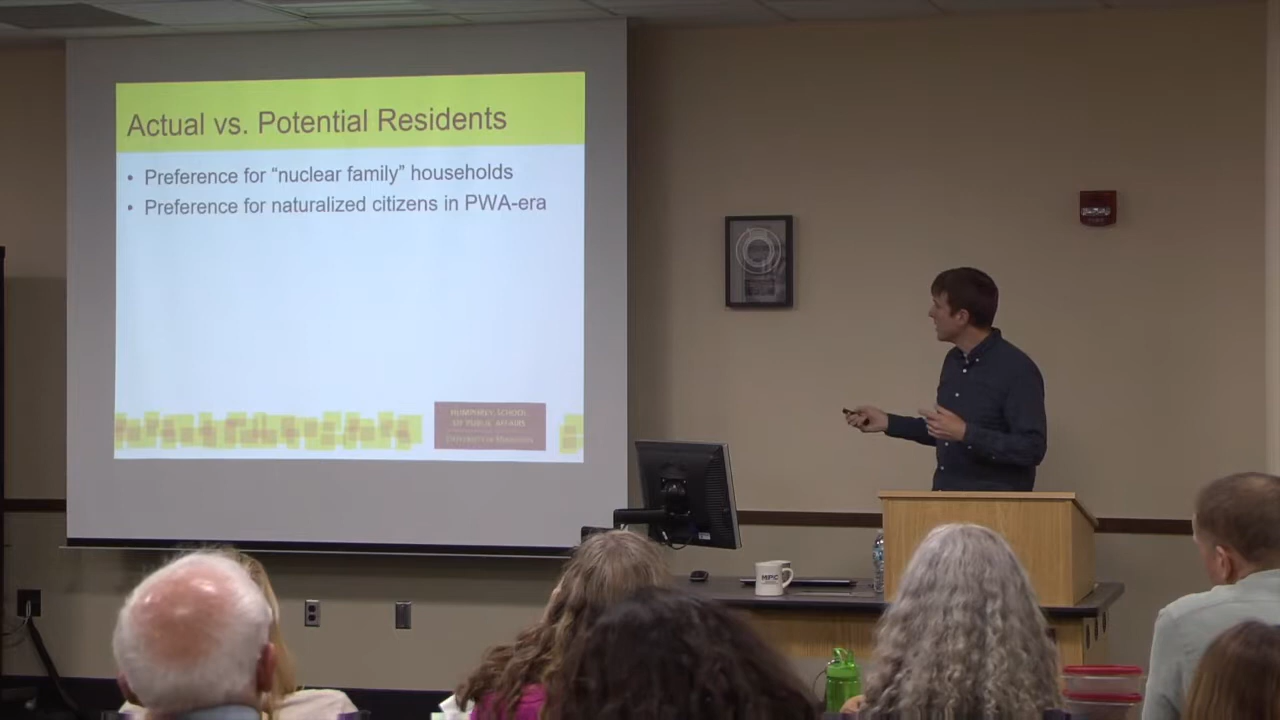 Actual vs. Potential Residents
• Preference for “nuclear family” households
• Preference for naturalized citizens in PWA-era
HUMPHREY SCHOOL
OF PUBLIC AFFAIRS
University of Minnesota
MPC